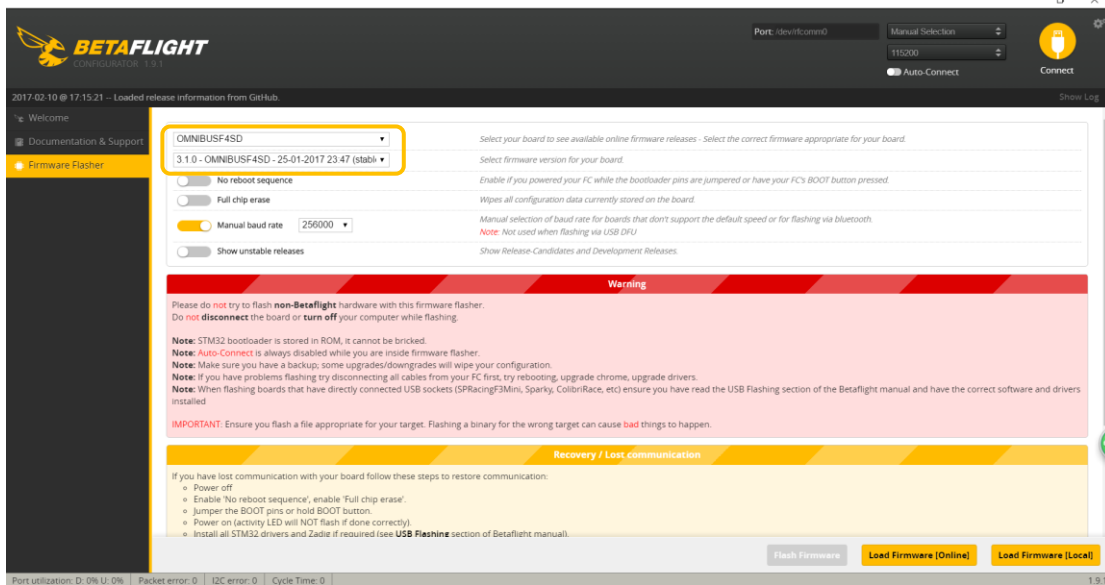 BETAFLIGHT
CONFIGURATOR 1.9.1
Port: /dev/rfcomm0
Manual Selection
115200
Auto-Connect
Connect
2017-02-10 @ 17:15:21 -- Loaded release information from GitHub.
Show Log
Welcome
Documentation & Support
Firmware Flasher
OMNIBUSF4SD
Select your board to see available online firmware releases - Select the correct firmware appropriate for your board.
3.1.0 - OMNIBUSF4SD - 25-01-2017 23:47 (stabl
Select firmware version for your board.
No reboot sequence
Enable if you powered your FC while the bootloader pins are jumpered or have your FC's BOOT button pressed.
Full chip erase
Wipes all configuration data currently stored on the board.
Manual baud rate
256000
Manual selection of baud rate for boards that don't support the default speed or for flashing via bluetooth.
Note: Not used when flashing via USB DFU
Show unstable releases
Show Release-Candidates and Development Releases.
Warning
Please do not try to flash non-Betaflight hardware with this firmware flasher.
Do not disconnect the board or turn off your computer while flashing.
Note: STM32 bootloader is stored in ROM, it cannot be bricked.
Note: Auto-Connect is always disabled while you are inside firmware flasher.
Note: Make sure you have a backup; some upgrades/downgrades will wipe your configuration.
Note: If you have problems flashing try disconnecting all cables from your FC first, try rebooting, upgrade chrome, upgrade drivers.
Note: When flashing boards that have directly connected USB sockets (SPRacingF3Mini, Sparky, ColibriRace, etc) ensure you have read the USB Flashing section of the Betaflight manual and have the correct software and drivers
installed
IMPORTANT: Ensure you flash a file appropriate for your target. Flashing a binary for the wrong target can cause bad things to happen.
Recovery / Lost communication
If you have lost communication with your board follow these steps to restore communication:
Power off
Enable 'No reboot sequence', enable 'Full chip erase'.
Jumper the BOOT pins or hold BOOT button.
Power on (activity LED will NOT flash if done correctly).
Install all STM32 drivers and Zadig if required (see USB Flashing section of Betaflight manual).
Flash Firmware
Load Firmware [Online]
Load Firmware [Local]
Port utilization: D: 0% U: 0%
Packet error: 0
I2C error: 0
Cycle Time: 0
1.9